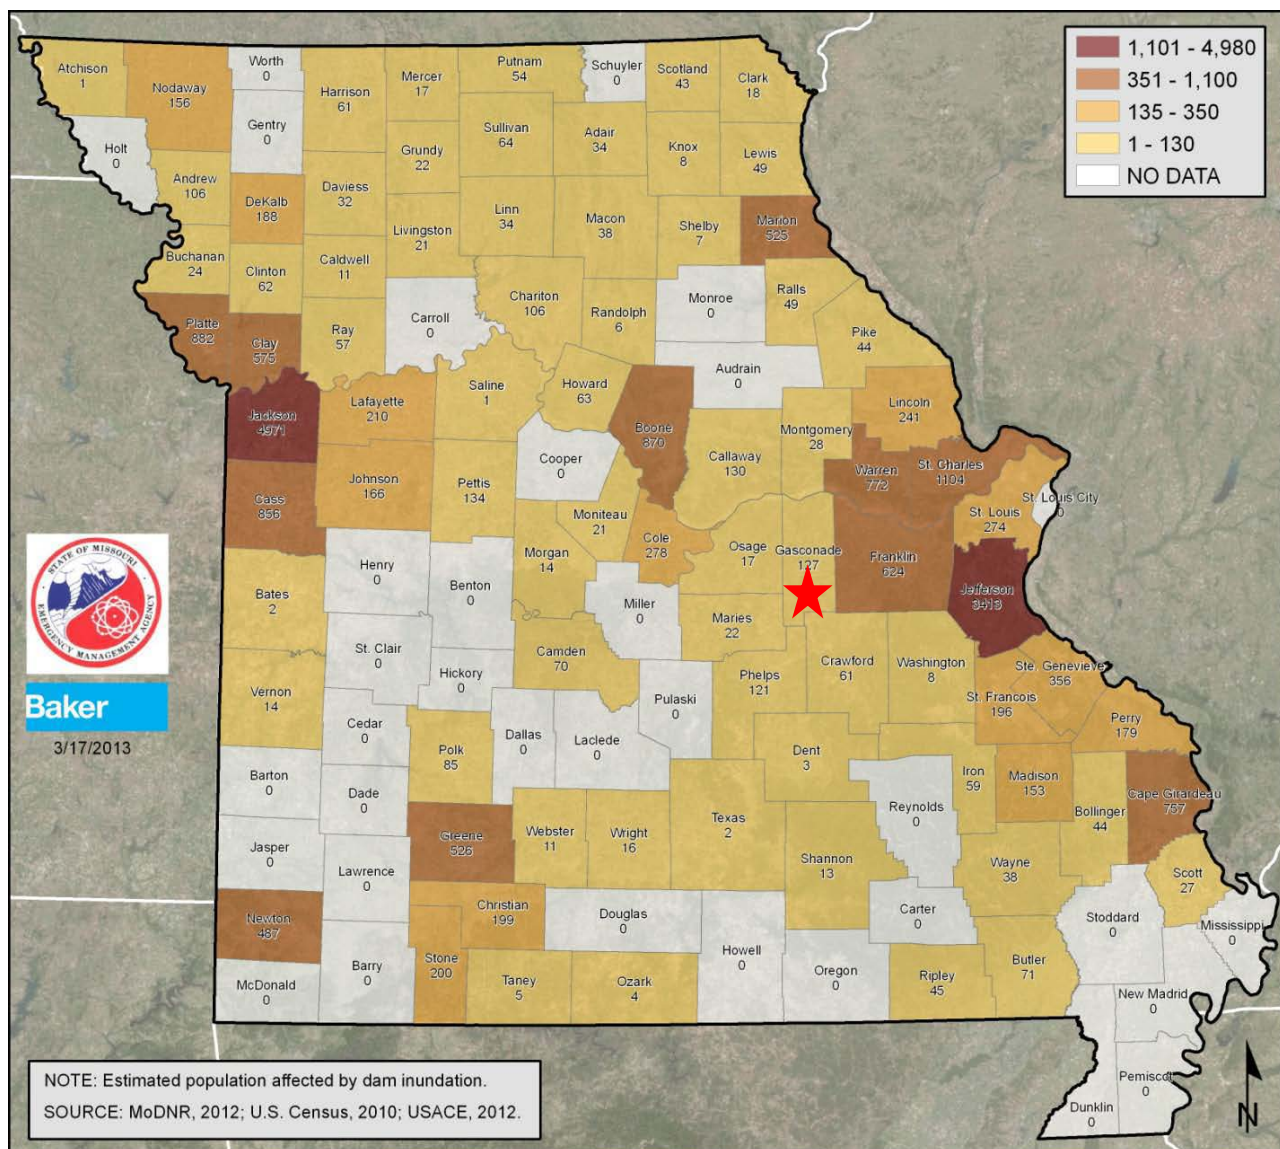 1,101 - 4,980
351 - 1,100
135 - 350
1 - 130
NO DATA
Atchison
1
Nodaway
156
Worth
0
Gentry
0
Harrison
61
Mercer
17
Putnam
54
Schuyler
0
Scotland
43
Clark
18
Holt
0
Andrew
106
DeKalb
188
Daviess
32
Grundy
22
Sullivan
64
Adair
34
Knox
8
Lewis
49
Livingston
21
Linn
34
Macon
38
Shelby
7
Marion
525
Buchanan
24
Clinton
62
Caldwell
11
Carroll
0
Chariton
106
Randolph
6
Monroe
0
Ralls
49
Pike
44
Platte
882
Clay
575
Ray
57
Audrain
0
Jackson
4971
Lafayette
210
Saline
1
Howard
63
Boone
870
Callaway
130
Montgomery
28
Lincoln
241
Warren
772
St. Charles
1104
St. Louis City
0
St. Louis
274
Cass
856
Johnson
166
Pettis
134
Cooper
0
Moniteau
21
Cole
278
Osage
17
Gasconade
127
Franklin
624
Jefferson
3413
Morgan
14
Miller
0
Maries
22
Bates
2
Henry
0
Benton
0
St. Clair
0
Hickory
0
Camden
70
Pulaski
0
Phelps
121
Crawford
61
Washington
8
Ste. Genevieve
356
St. Francois
196
Perry
179
Vernon
14
Cedar
0
Polk
85
Dallas
0
Laclede
0
Dent
3
Iron
59
Madison
153
Bollinger
44
Cape Girardeau
757
Reynolds
0
Barton
0
Dade
0
Greene
526
Webster
11
Wright
16
Texas
2
Shannon
13
Wayne
38
Scott
27
Jasper
0
Lawrence
0
Newton
487
Christian
199
Douglas
0
Howell
0
Carter
0
Stoddard
0
Mississippi
0
McDonald
0
Barry
0
Stone
200
Taney
5
Ozark
4
Oregon
0
Ripley
45
Butler
71
New Madrid
0
Pemiscot
0
Dunklin
0
STATE OF MISSOURI
EMERGENCY MANAGEMENT AGENCY
Baker
3/17/2013
NOTE: Estimated population affected by dam inundation.
SOURCE: MoDNR, 2012; U.S. Census, 2010; USACE, 2012.
N